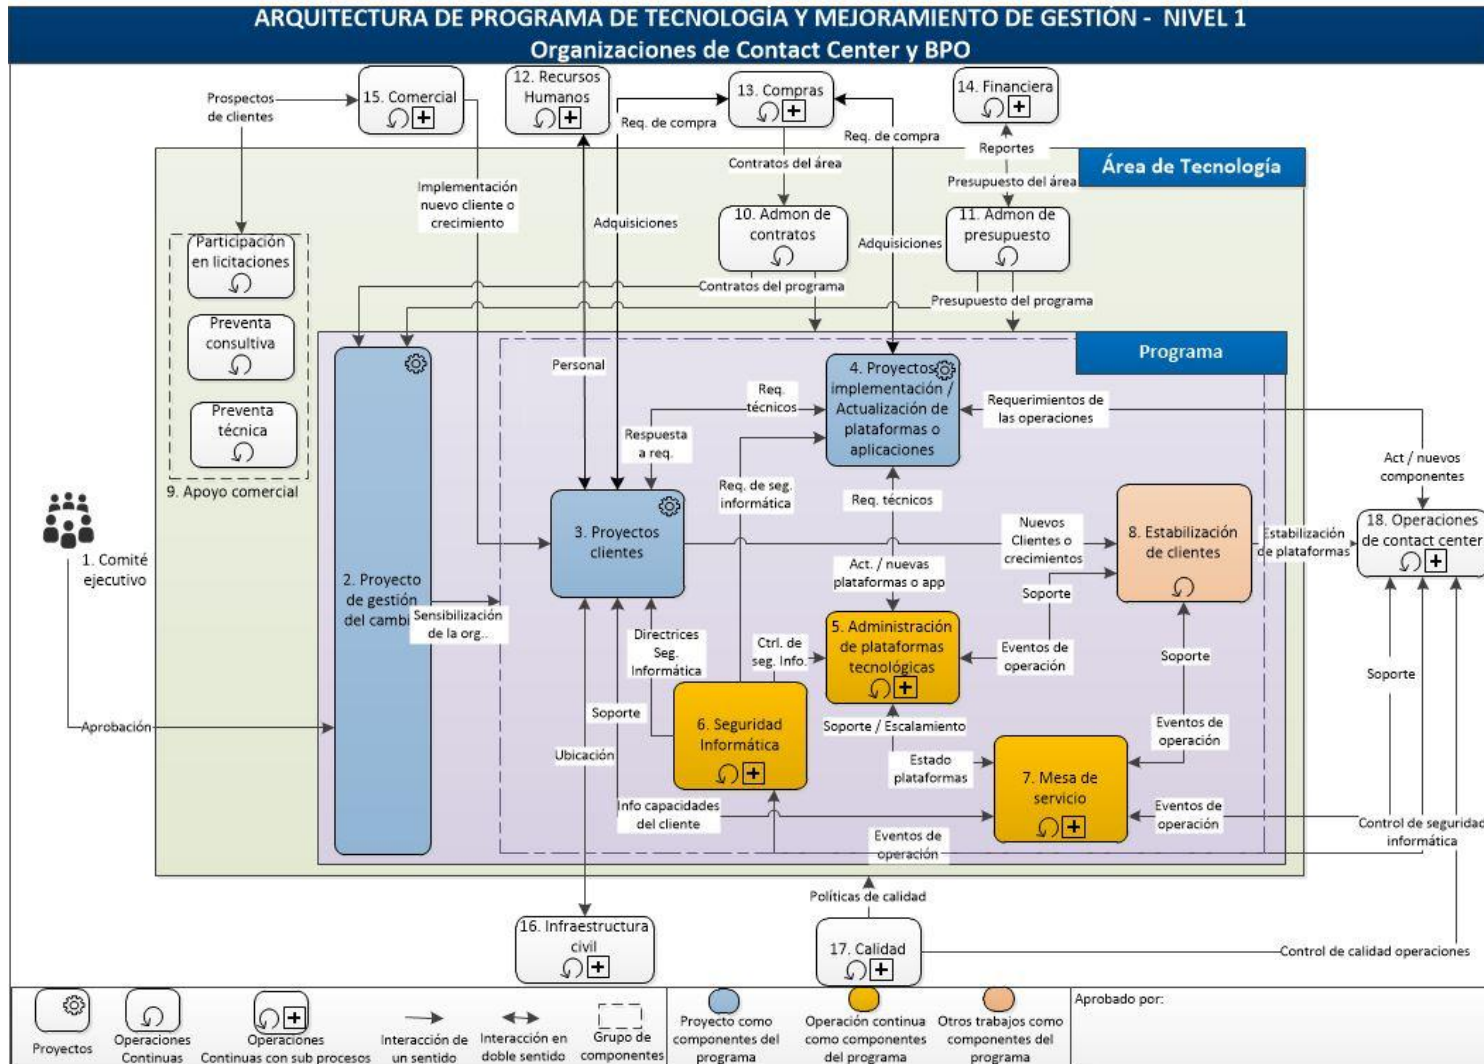 ARQUITECTURA DE PROGRAMA DE TECNOLOGÍA Y MEJORAMIENTO DE GESTIÓN - NIVEL 1
Organizaciones de Contact Center y BPO
Prospectos
de clientes
15. Comercial
12. Recursos
Humanos
Req. de compra
13. Compras
Req. de compra
14. Financiera
Reportes
Área de Tecnología
Contratos del área
Presupuesto del área
Implementación
nuevo cliente o
crecimiento
Adquisiciones
10. Admon de
contratos
Adquisiciones
11. Admon de
presupuesto
Participación
en licitaciones
Preventa
consultiva
Preventa
técnica
9. Apoyo comercial
Contratos del programa
Presupuesto del programa
Programa
Personal
4. Proyectos
implementación /
Actualización de
plataformas o
aplicaciones
Req.
técnicos
Respuesta
a req.
Requerimientos de
las operaciones
Act / nuevos
componentes
Req. de seg.
informática
Req. técnicos
1. Comité
ejecutivo
2. Proyecto
de gestión
del cambi
3. Proyectos
clientes
Nuevos
Clientes o
crecimientos
8. Estabilización
de clientes
Estabilización
de plataformas
18. Operaciones
de contact center
Act. / nuevas
plataformas o app
Soporte
Sensibilización
de la org..
Directrices
Seg.
Informática
Ctrl. de
seg. Info.
5. Administración
de plataformas
tecnológicas
Eventos de
operación
Soporte
Soporte
Aprobación
Soporte
6. Seguridad
Informática
Soporte / Escalamiento
Eventos de
operación
Ubicación
Estado
plataformas
7. Mesa de
servicio
Info capacidades
del cliente
Eventos de
operación
Eventos de
operación
Control de seguridad
informática
Políticas de calidad
16. Infraestructura
civil
17. Calidad
Control de calidad operaciones
Proyectos
Operaciones
Continuas
Operaciones
Continuas con sub procesos
Interacción de
un sentido
Interacción en
doble sentido
Grupo de
componentes
Proyecto como
componentes del
programa
Operación continua
como componentes
del programa
Otros trabajos como
componentes del
programa
Aprobado por: